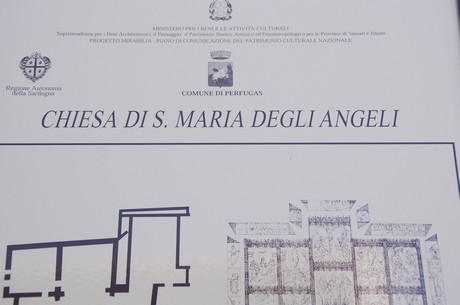 MINISTERO PER I BENI E LE ATTIVITÀ CULTURALI
Soprintendenza per i Beni Architettonici, il Paesaggio, il Patrimonio Storico Artistico ed Etnoantropologico per le Province di Sassari e Nuoro
PROGETTO MIRABILIA - PIANO DI COMUNICAZIONE DEL PATRIMONIO CULTURALE NAZIONALE
Regione Autonoma
della Sardegna
COMUNE DI PERFUGAS
CHIESA DI S. MARIA DEGLI ANGELI